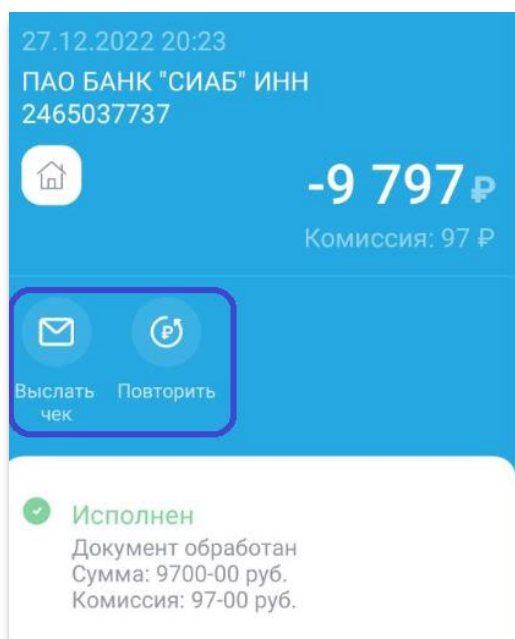 27.12.2022 20:23
ПАО БАНК "СИАБ" ИНН
2465037737
-9 797 ₽
Комиссия: 97 ₽
Выслать чек
Повторить
Исполнен
Документ обработан
Сумма: 9700-00 руб.
Комиссия: 97-00 руб.